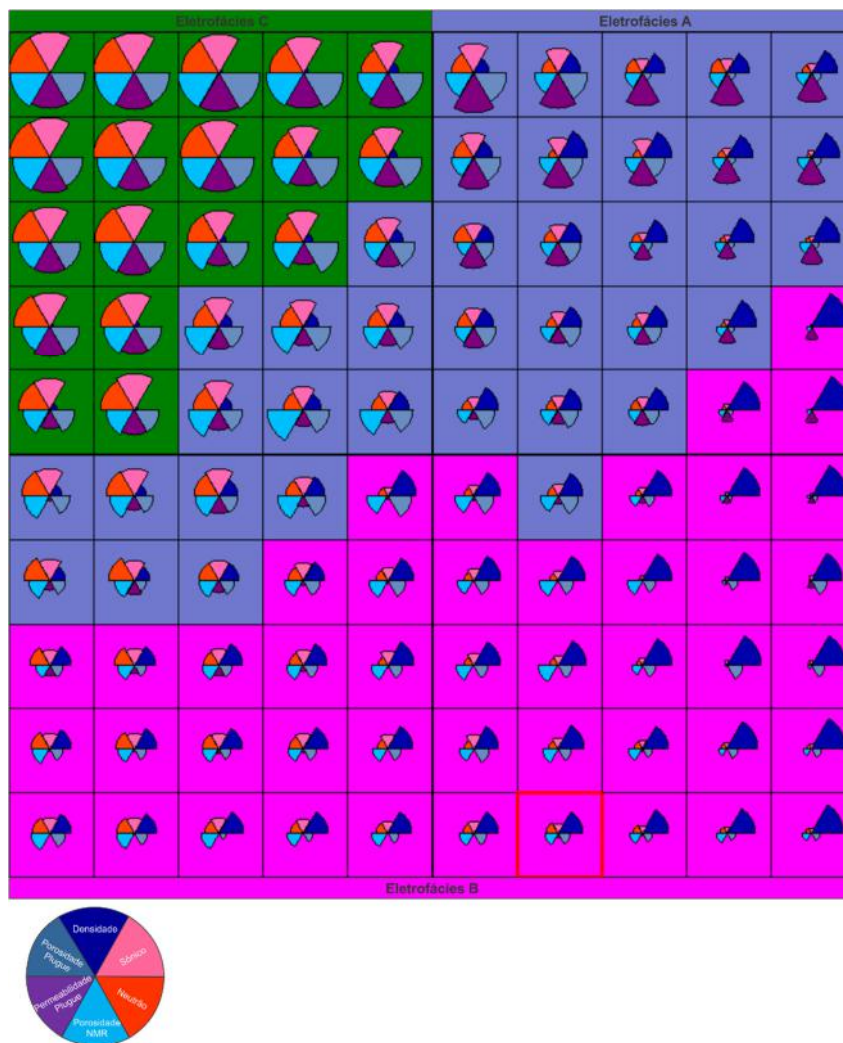 Eletrofácies C
Eletrofácies A
Eletrofácies B
Densidade
Sônico
Neutrão
Porosidade
NMR
Permeabilidade
Plugue
Porosidade
Plugue